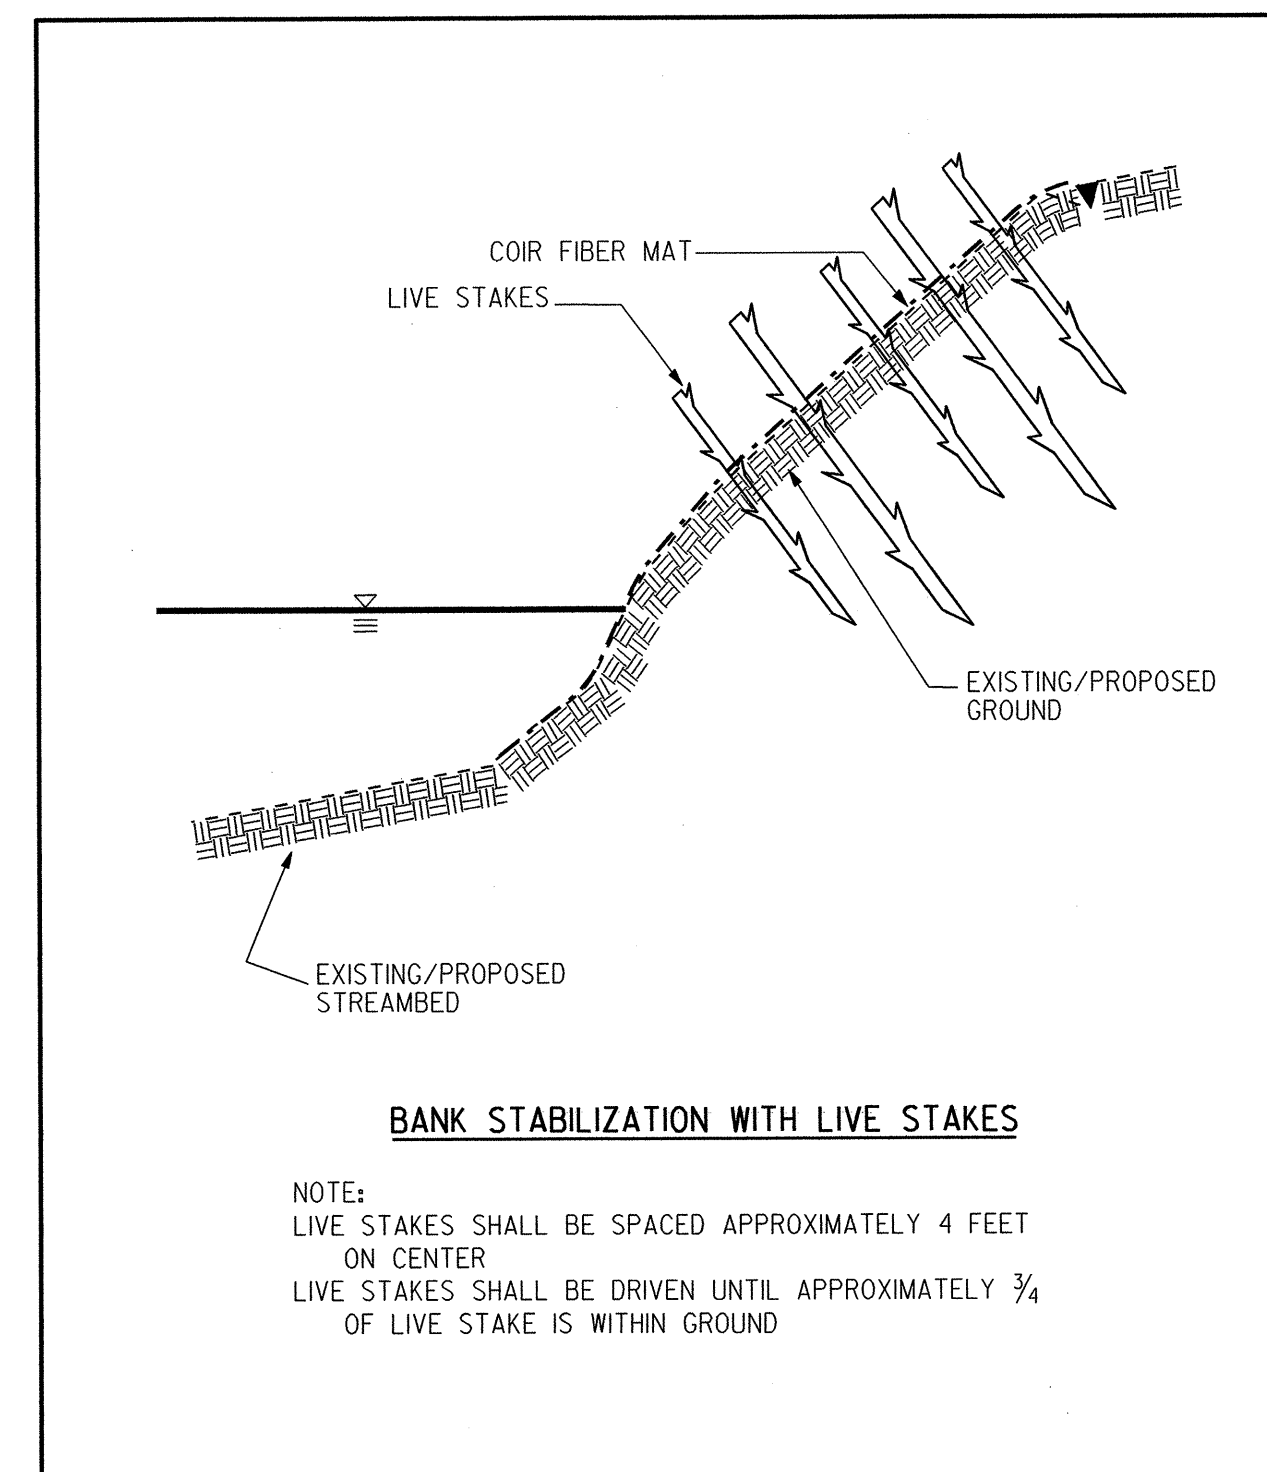 COIR FIBER MAT
LIVE STAKES
EXISTING/PROPOSED
GROUND
EXISTING/PROPOSED
STREAMBED
BANK STABILIZATION WITH LIVE STAKES
NOTE:
LIVE STAKES SHALL BE SPACED APPROXIMATELY 4 FEET
ON CENTER
LIVE STAKES SHALL BE DRIVEN UNTIL APPROXIMATELY ¾
OF LIVE STAKE IS WITHIN GROUND